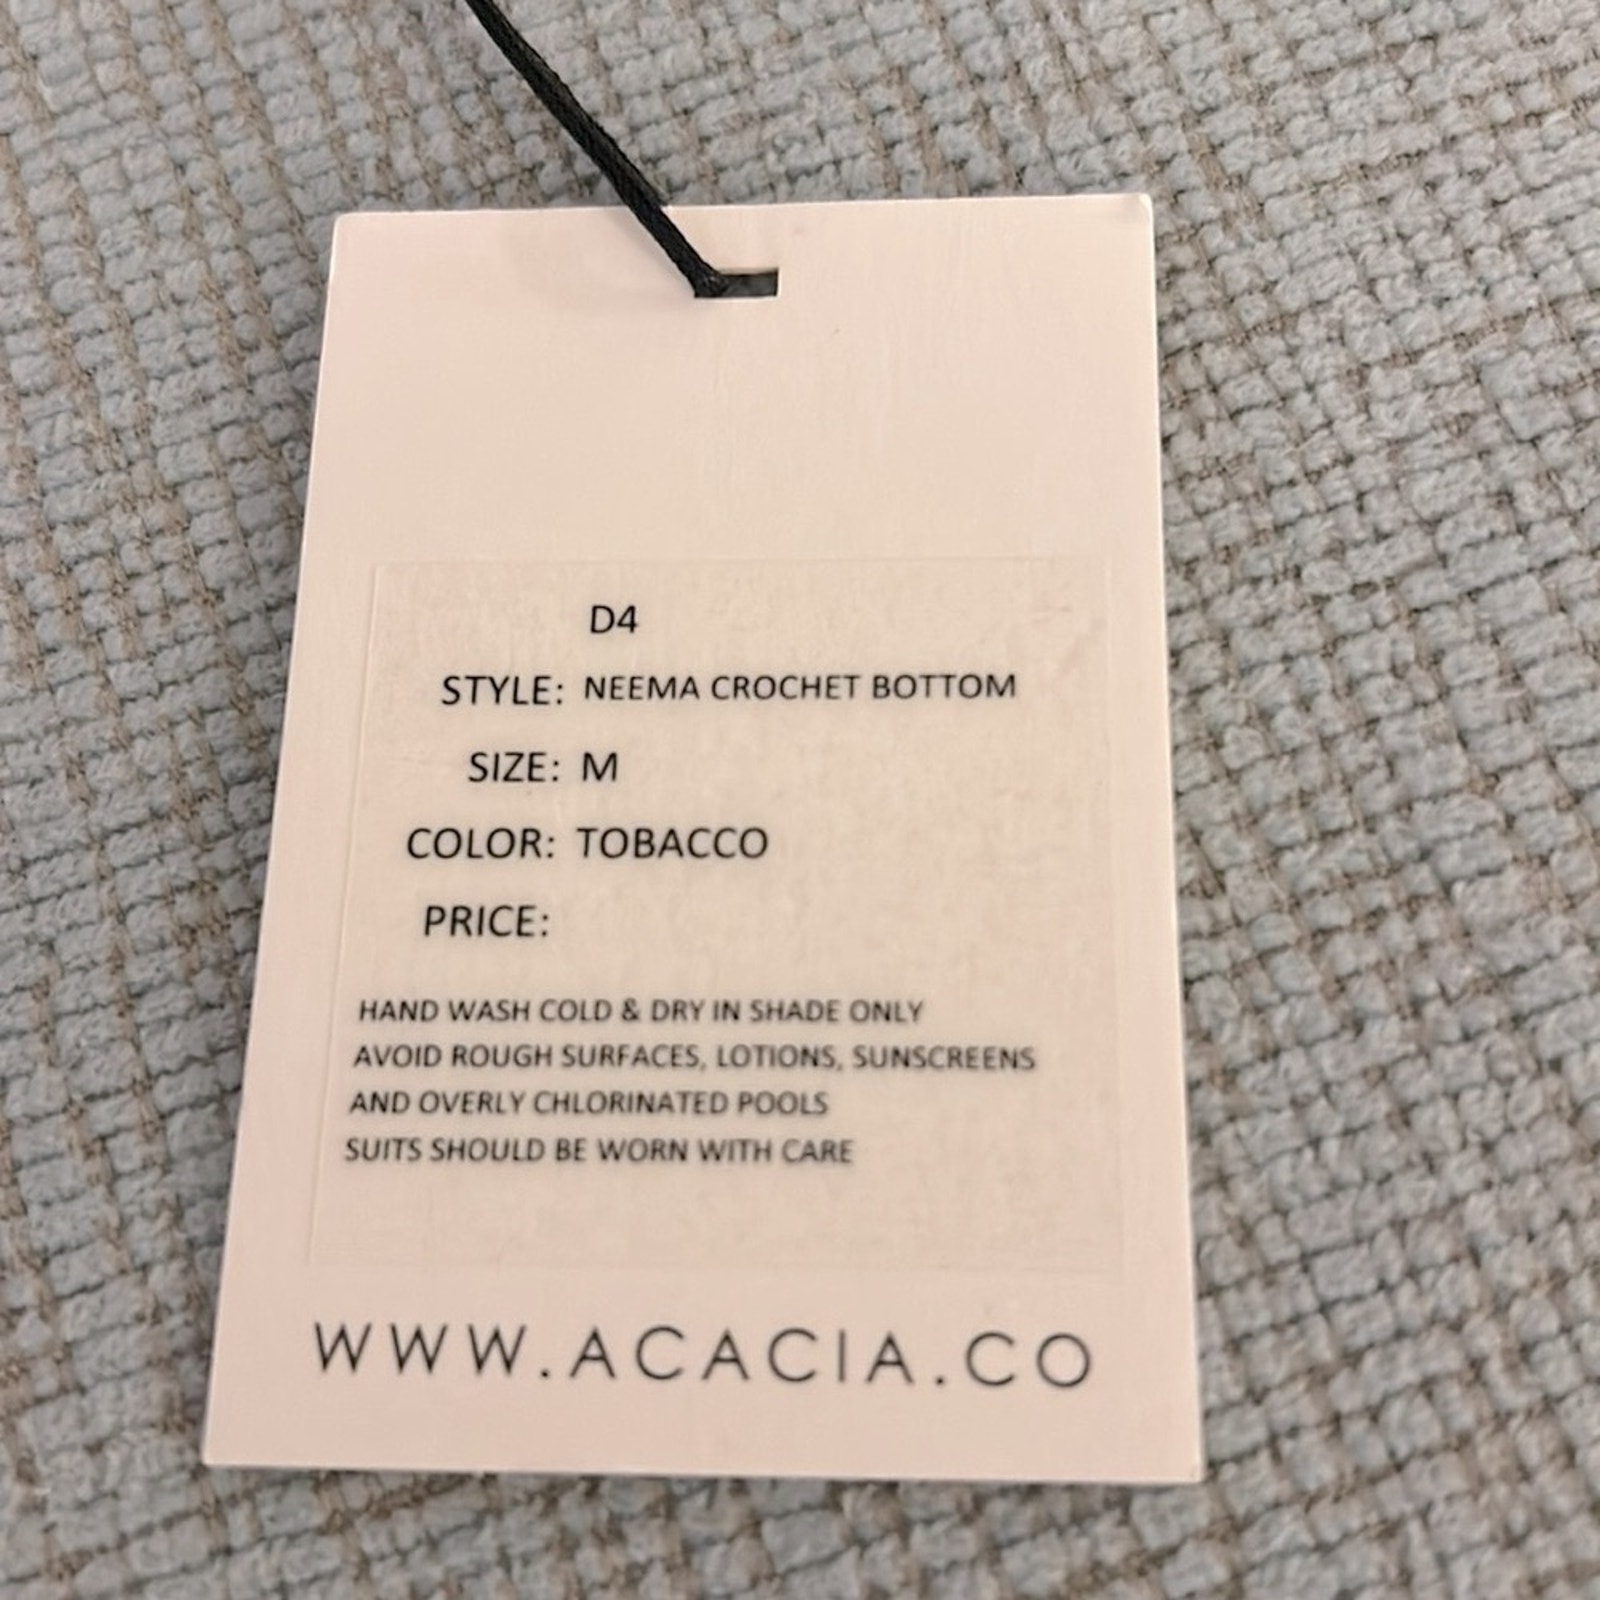 D4
STYLE: NEEMA CROCHET BOTTOM
SIZE: M
COLOR: TOBACCO
PRICE:
HAND WASH COLD & DRY IN SHADE ONLY
AVOID ROUGH SURFACES, LOTIONS, SUNSCREENS
AND OVERLY CHLORINATED POOLS
SUITS SHOULD BE WORN WITH CARE
WWW.ACACIA.CO